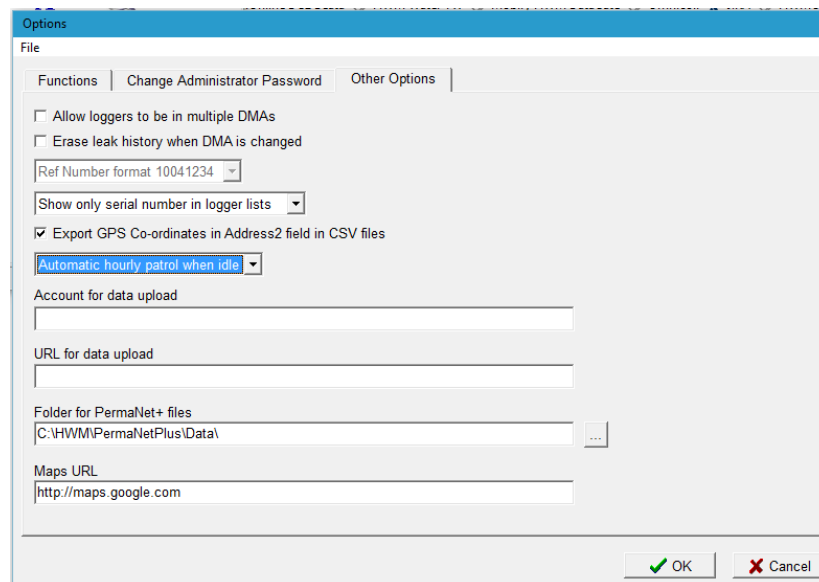 Options
File
Functions
Change Administrator Password
Other Options
Allow loggers to be in multiple DMAs
Erase leak history when DMA is changed
Ref Number format 10041234
Show only serial number in logger lists
Export GPS Co-ordinates in Address2 field in CSV files
Automatic hourly patrol when idle
Account for data upload
URL for data upload
Folder for PermaNet+ files
C:\HWM\PermaNetPlus\Data\
...
Maps URL
http://maps.google.com
OK
Cancel